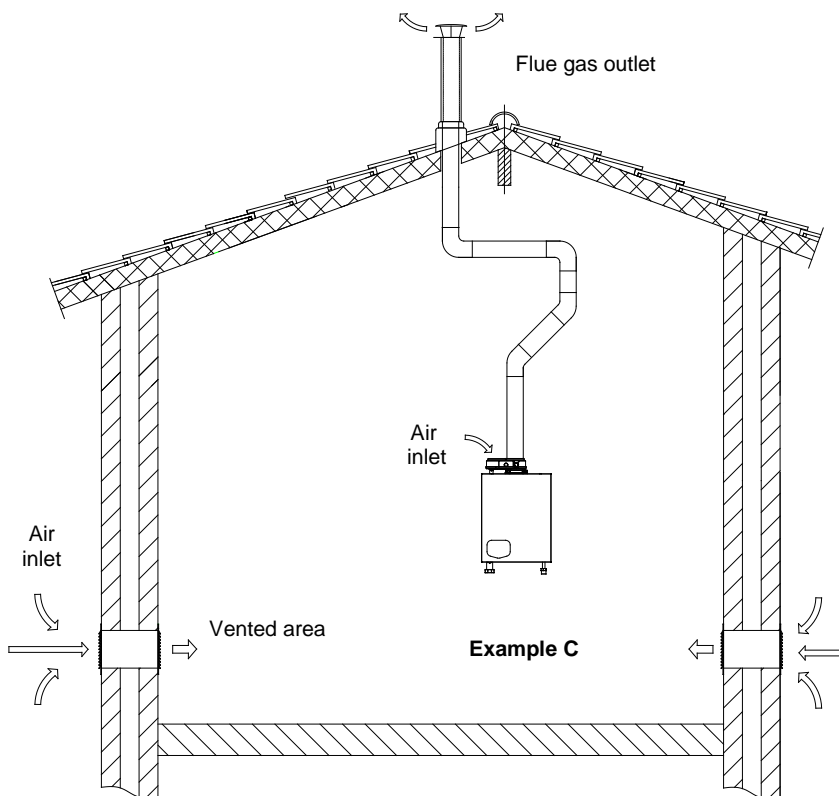 Flue gas outlet
Air
inlet
Air
inlet
Vented area
Example C